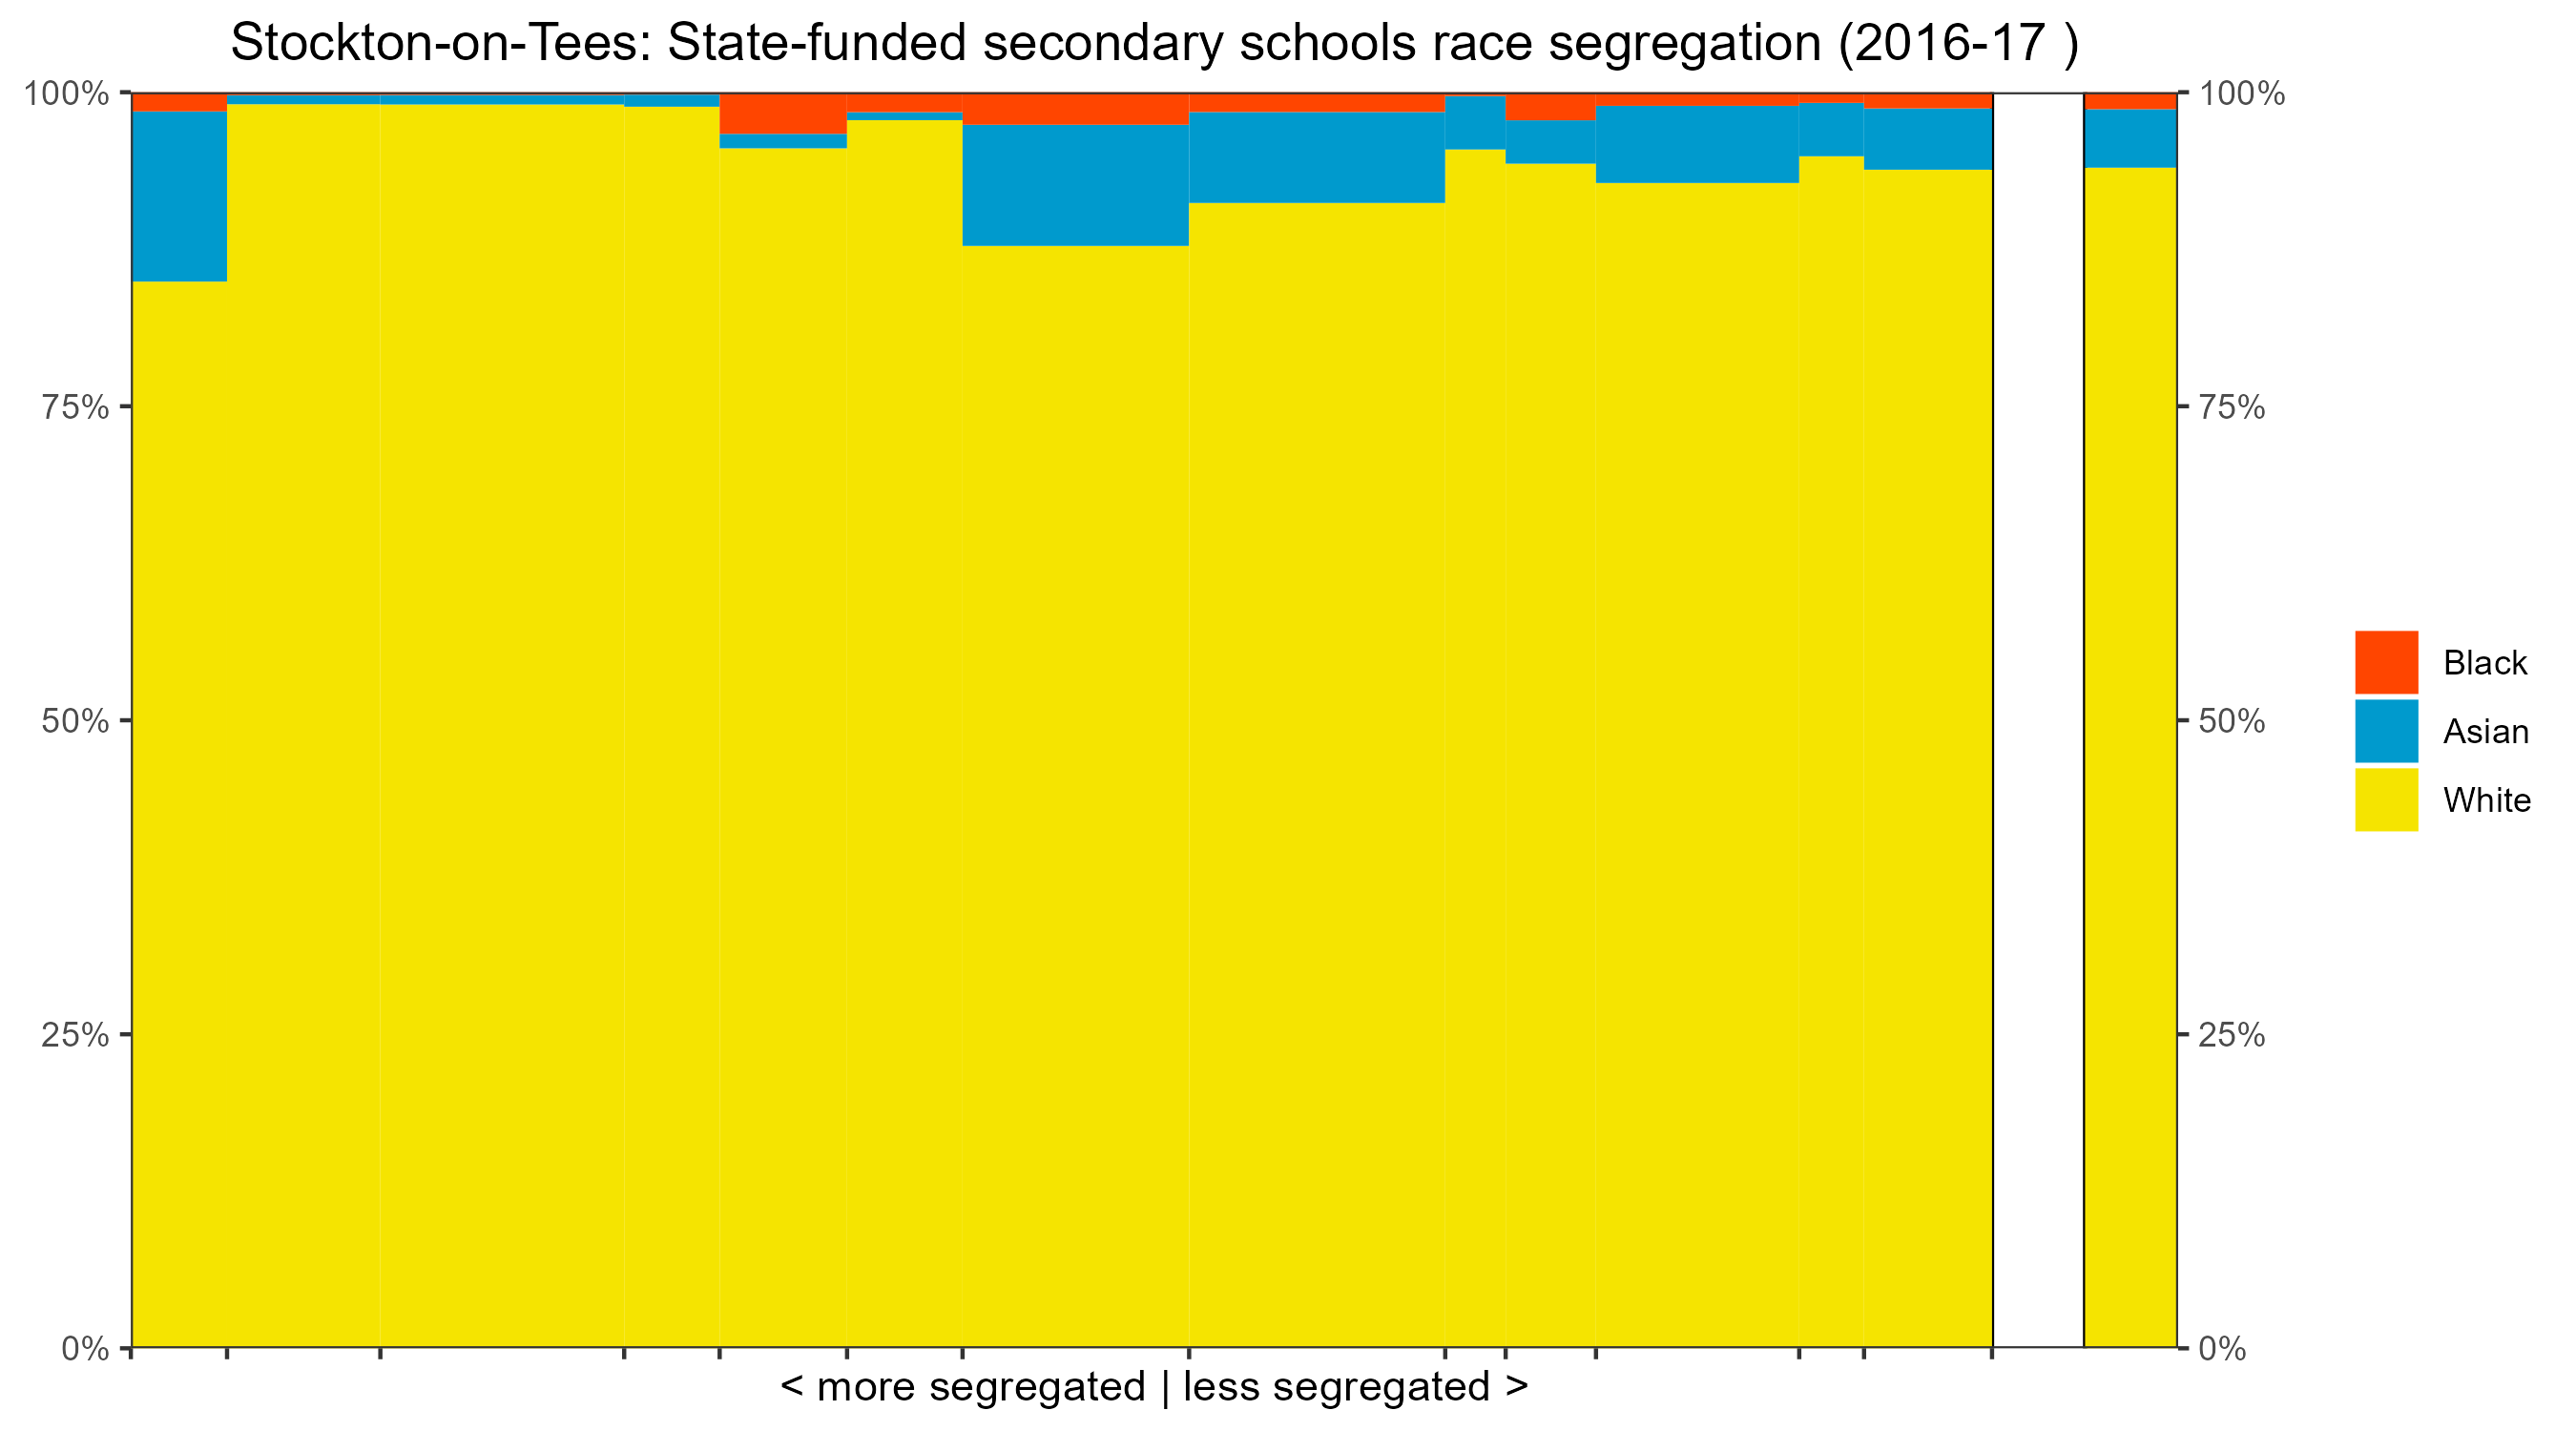 Stockton-on-Tees: State-funded secondary schools race segregation (2016-17 )
100%
75%
50%
25%
0%
100%
75%
50%
25%
0%
Black
Asian
White
< more segregated | less segregated >